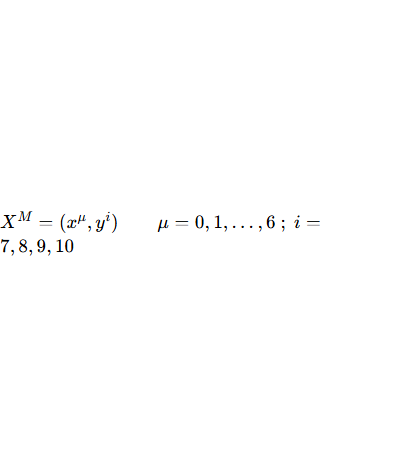 X^M = (x^μ, y^i)    μ = 0, 1, …, 6 ; i =
7, 8, 9, 10